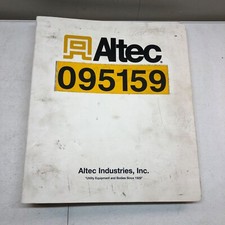 Altec
095159
Altec Industries, Inc.
"Utility Equipment and Bodies Since 1929"